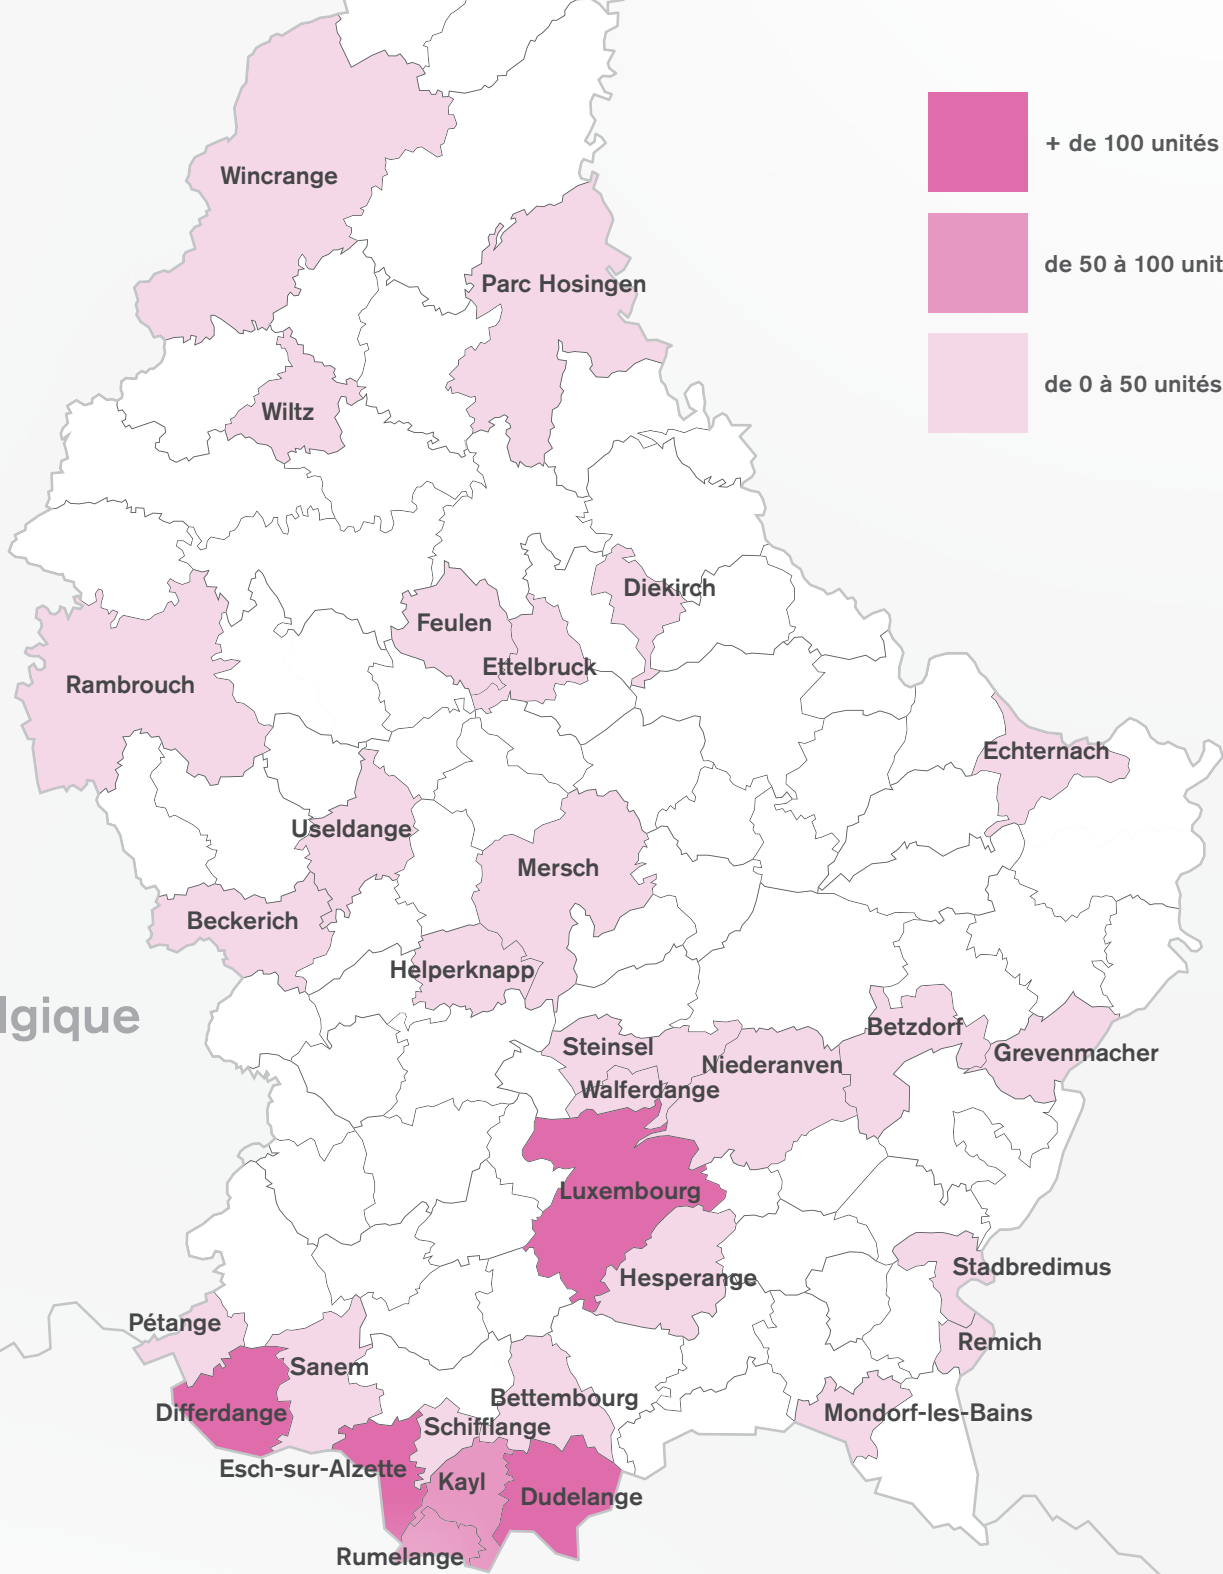 + de 100 unités
Wincrange
de 50 à 100 unit
Parc Hosingen
de 0 à 50 unités
Wiltz
Diekirch
Feulen
Ettelbruck
Rambrouch
Echternach
Useldange
Mersch
Beckerich
Helperknapp
lgique
Betzdorf
Steinsel
Grevenmacher
Niederanven
Walferdange
Luxembourg
Stadbredimus
Hesperange
Pétange
Remich
Sanem
Bettembourg
Differdange
Mondorf-les-Bains
Schifflange
Esch-sur-Alzette
Kayl
Dudelange
Rumelange